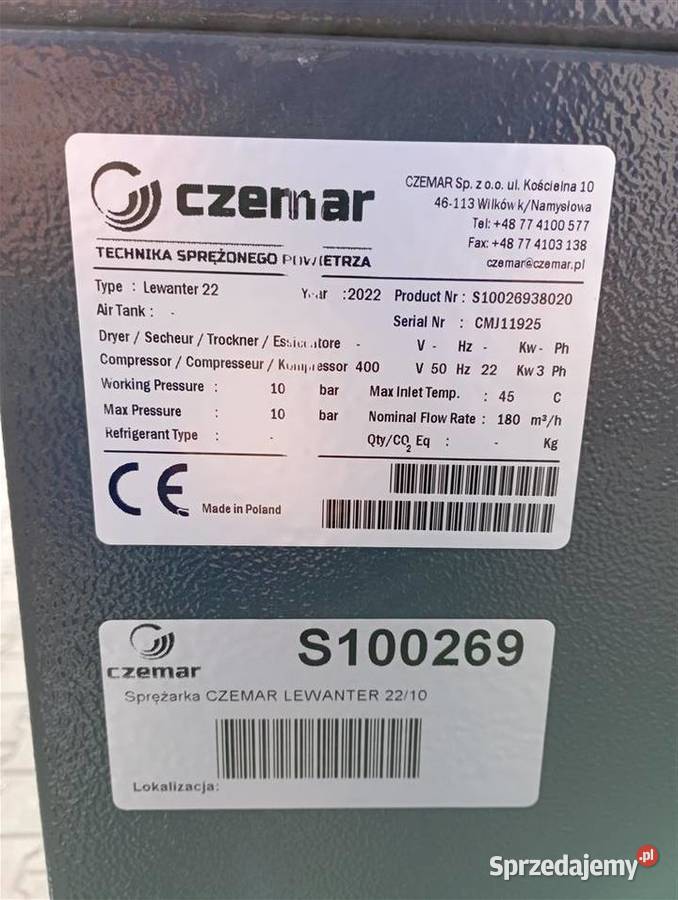 czemar
TECHNIKA SPRĘŻONEGO POWIETRZA
CZEMAR Sp. z o.o. ul. Kościelna 10
46-113 Wilków k/Namysłowa
Tel: +48 77 4100 577
Fax: +48 77 4103 138
czemar@czemar.pl
Type : Lewanter 22 Year :2022 Product Nr : S10026938020
Air Tank : - Serial Nr : CMJ11925
Dryer / Secheur / Trockner / Essiccatore - V - Hz - Kw - Ph
Compressor / Compresseur / Kompressor 400 V 50 Hz 22 Kw 3 Ph
Working Pressure : 10 bar Max Inlet Temp. : 45 C
Max Pressure : 10 bar Nominal Flow Rate : 180 m³/h
Refrigerant Type : - Qty/CO₂ Eq : - Kg
CE Made in Poland
czemar S100269
Sprężarka CZEMAR LEWANTER 22/10
Lokalizacja:
Sprzedajemy.pl